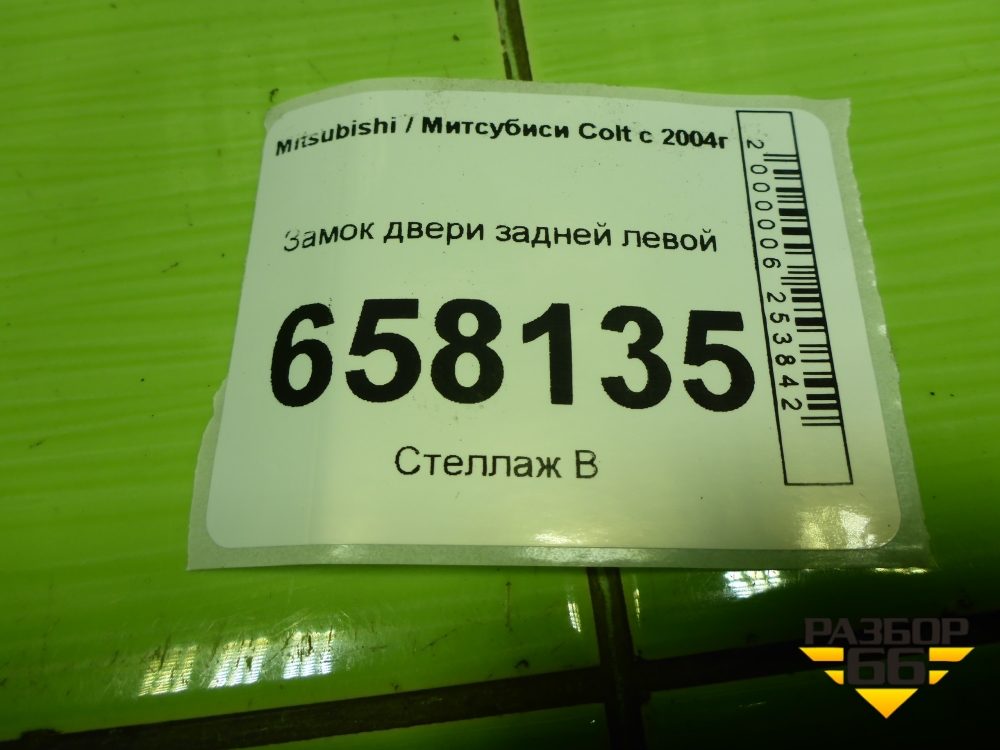 Mitsubishi / Митсубиси Colt с 2004г
Замок двери задней левой
658135
Стеллаж В
2000006253842
РАЗБОР
66